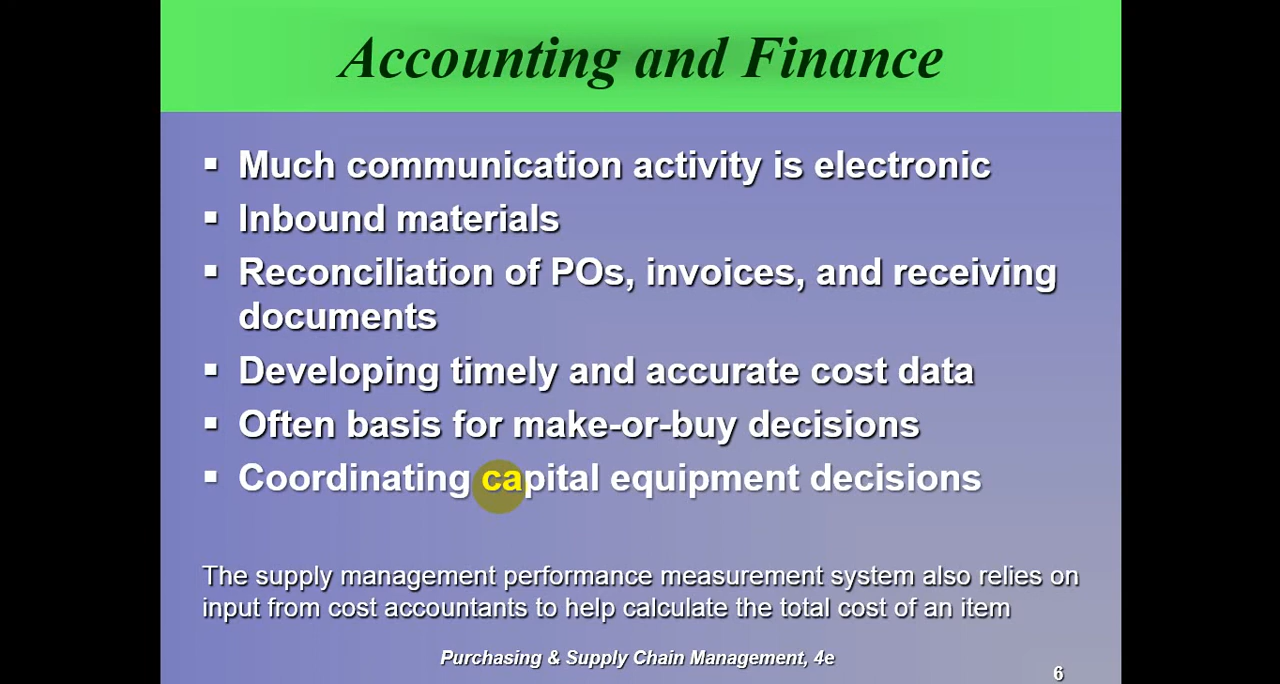 Accounting and Finance
▪ Much communication activity is electronic
▪ Inbound materials
▪ Reconciliation of POs, invoices, and receiving
documents
▪ Developing timely and accurate cost data
▪ Often basis for make-or-buy decisions
▪ Coordinating capital equipment decisions
The supply management performance measurement system also relies on
input from cost accountants to help calculate the total cost of an item
Purchasing & Supply Chain Management, 4e
6